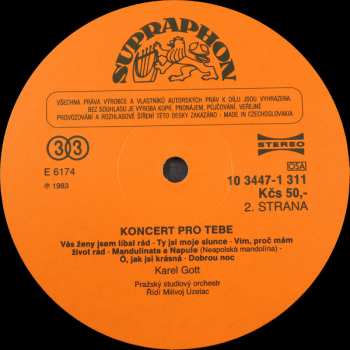 SUPRAPHON
VŠECHNA PRÁVA VÝROBCE A VLASTNÍKŮ AUTORSKÝCH PRÁV K DÍLU JSOU VYHRAZENA.
BEZ SOUHLASU JE VÝROBA KOPIÍ, PRONÁJEM, PŮJČOVÁNÍ, VEŘEJNÉ
PROVOZOVÁNÍ A ROZHLASOVÉ ŠÍŘENÍ TÉTO DESKY ZAKÁZÁNO - MADE IN CZECHOSLOVAKIA
33
STEREO
E 6174
℗ 1983
10 3447-1 311
OSA
Kčs 50,-
2. STRANA
KONCERT PRO TEBE
Vás ženy jsem líbal rád - Ty jsi moje slunce - Vím, proč mám
život rád - Mandulinata a Napule (Neapolská mandolína) -
Ó, jak jsi krásná - Dobrou noc
Karel Gott
Pražský studiový orchestr
Řídí Milivoj Uzelac